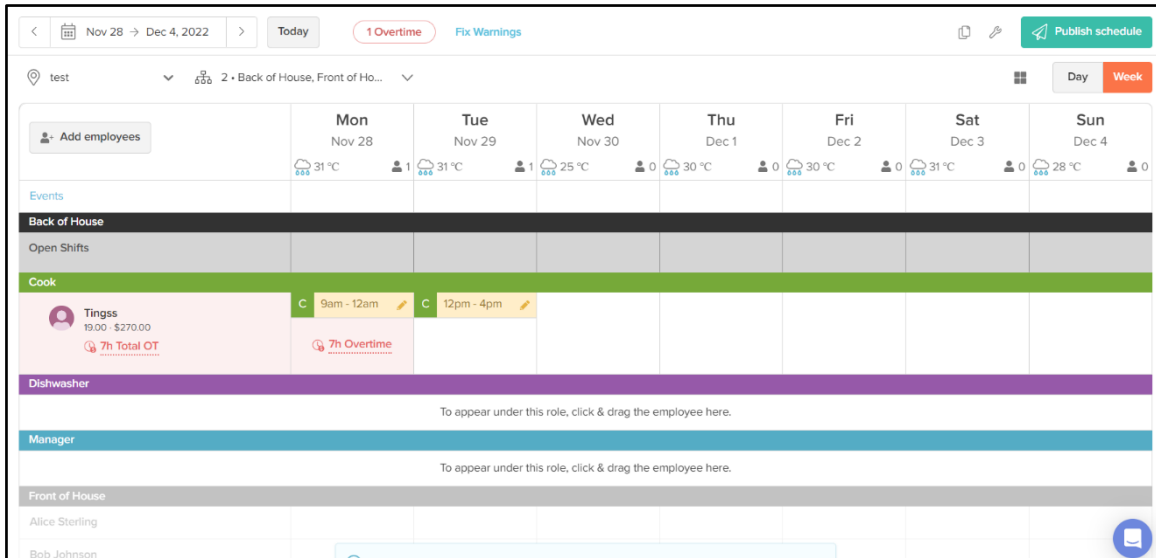 Nov 28 → Dec 4, 2022 Today 1 Overtime Fix Warnings Publish schedule
test 2 • Back of House, Front of Ho... Day Week
Add employees Mon Tue Wed Thu Fri Sat Sun
Nov 28 Nov 29 Nov 30 Dec 1 Dec 2 Dec 3 Dec 4
31 °C 1 31 °C 1 25 °C 0 30 °C 0 30 °C 0 31 °C 0 28 °C 0
Events
Back of House
Open Shifts
Cook
C 9am - 12am C 12pm - 4pm
Tingss
19.00 - $270.00
7h Total OT 7h Overtime
Dishwasher
To appear under this role, click & drag the employee here.
Manager
To appear under this role, click & drag the employee here.
Front of House
Alice Sterling
Bob Johnson